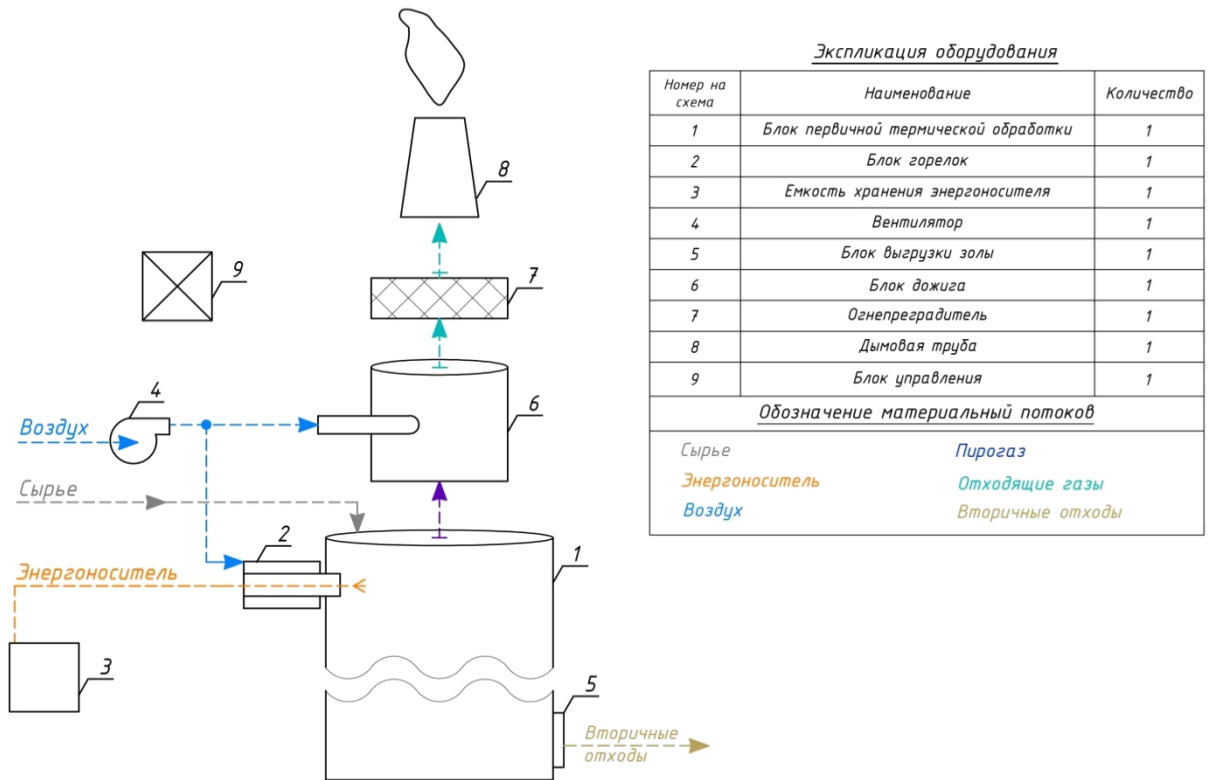 Экспликация оборудования
Номер на
схема
Наименование
Количество
1
Блок первичной термической обработки
1
2
Блок горелок
1
3
Емкость хранения энергоносителя
1
4
Вентилятор
1
5
Блок выгрузки золы
1
6
Блок дожига
1
7
Огнепреградитель
1
8
Дымовая труба
1
9
Блок управления
1
Обозначение материальный потоков
Сырье
Пирогаз
Энергоноситель
Отходящие газы
Воздух
Вторичные отходы
8
9
7
4
6
Воздух
Сырье
2
1
Энергоноситель
3
5
Вторичные
отходы